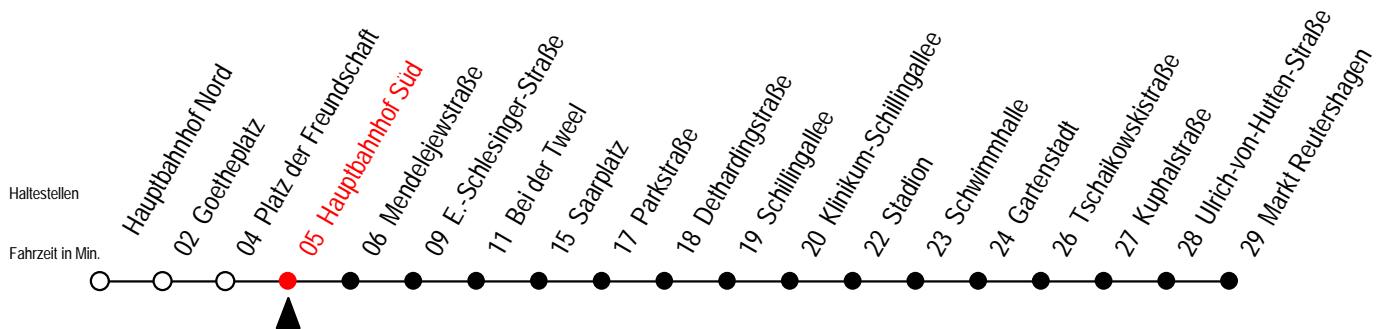 Haltestellen
Fahrzeit in Min.
Hauptbahnhof Nord
02 Goetheplatz
04 Platz der Freundschaft
05 Hauptbahnhof Süd
06 Mendelejewstraße
09 E.-Schlesinger-Straße
11 Bei der Tweel
15 Saarplatz
17 Parkstraße
18 Dethardingstraße
19 Schillingallee
20 Klinikum-Schillingallee
22 Stadion
23 Schwimmhalle
24 Gartenstadt
26 Tschaikowskistraße
27 Kuphalstraße
28 Ulrich-von-Hutten-Straße
29 Markt Reutershagen